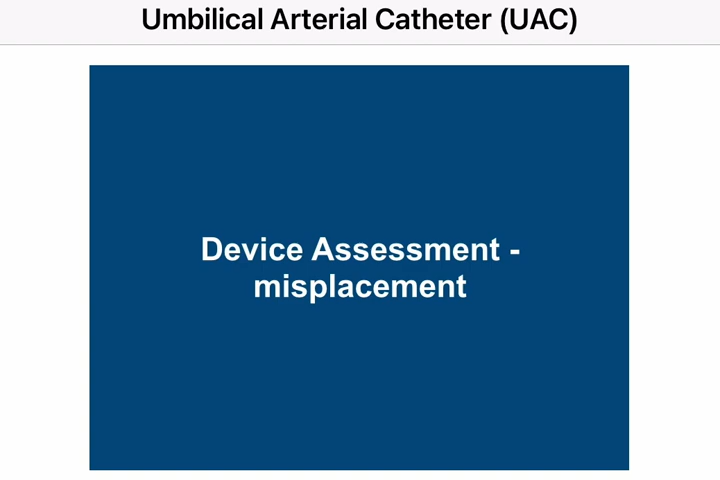 Umbilical Arterial Catheter (UAC)
Device Assessment -
misplacement